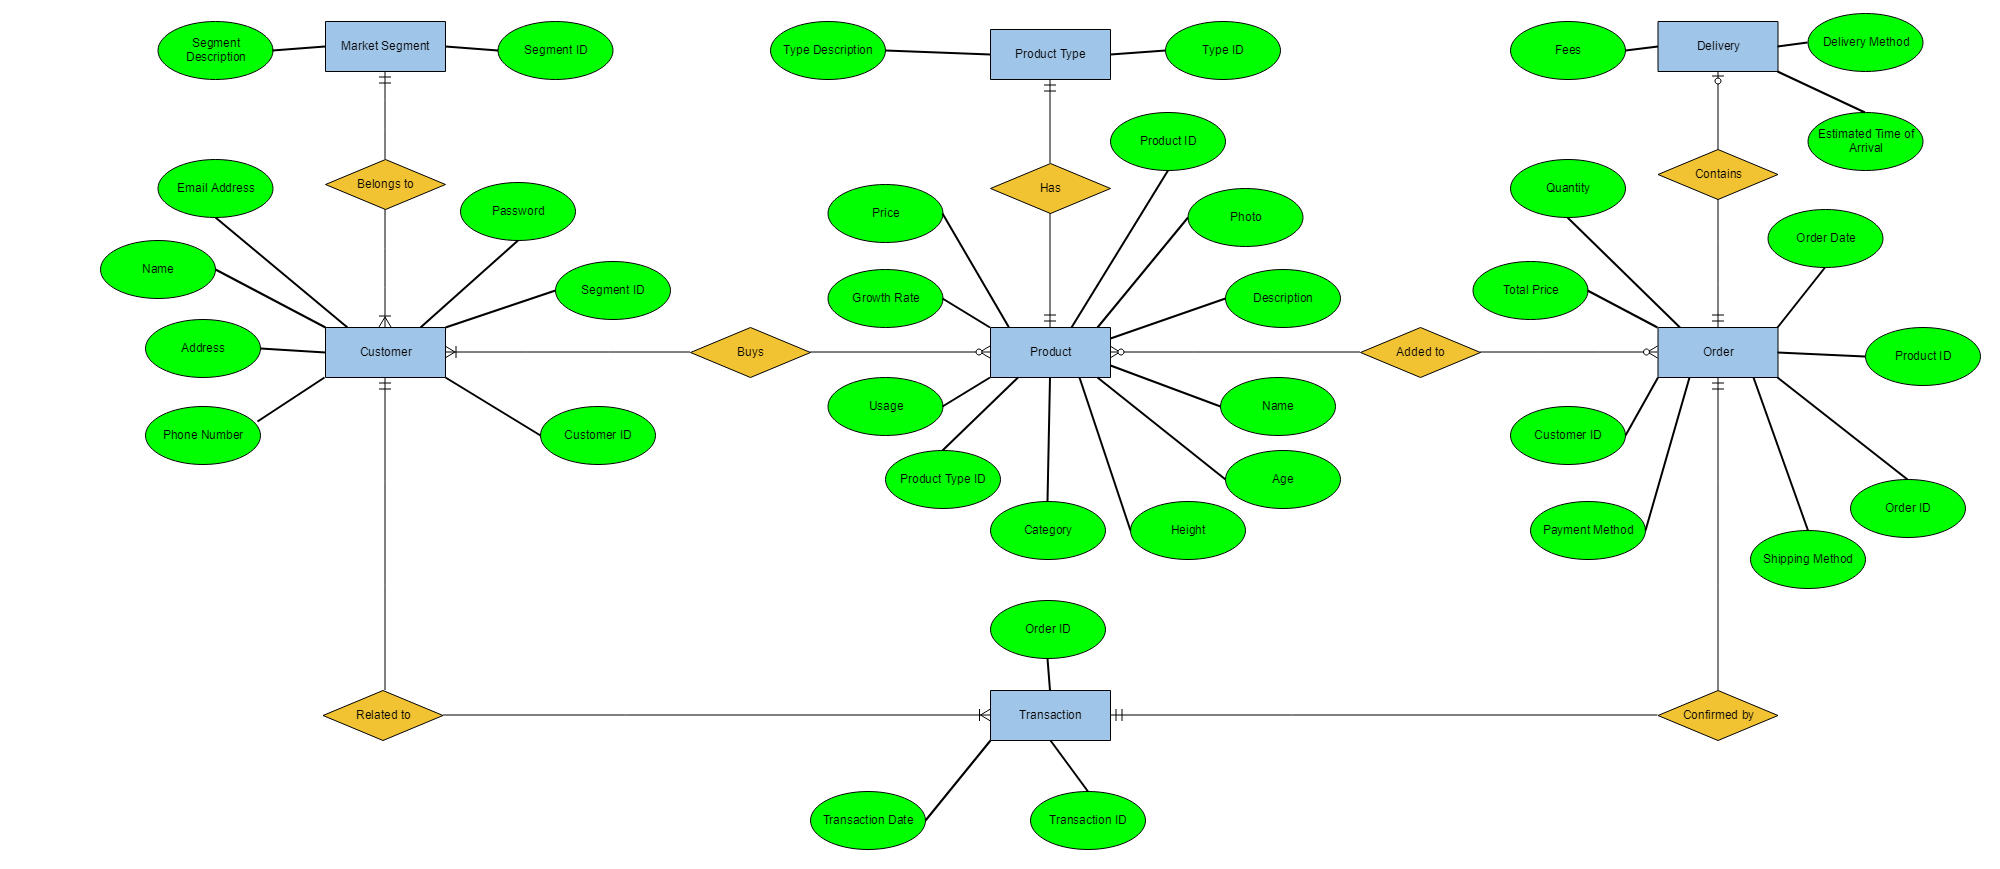 Segment
Description
Market Segment
Segment ID
Type Description
Product Type
Type ID
Fees
Delivery
Delivery Method
Estimated Time of
Arrival
Product ID
Email Address
Belongs to
Password
Has
Contains
Quantity
Price
Photo
Order Date
Name
Segment ID
Growth Rate
Description
Total Price
Address
Customer
Buys
Product
Added to
Order
Product ID
Phone Number
Customer ID
Usage
Name
Customer ID
Product Type ID
Age
Order ID
Category
Height
Payment Method
Shipping Method
Order ID
Related to
Transaction
Confirmed by
Transaction Date
Transaction ID